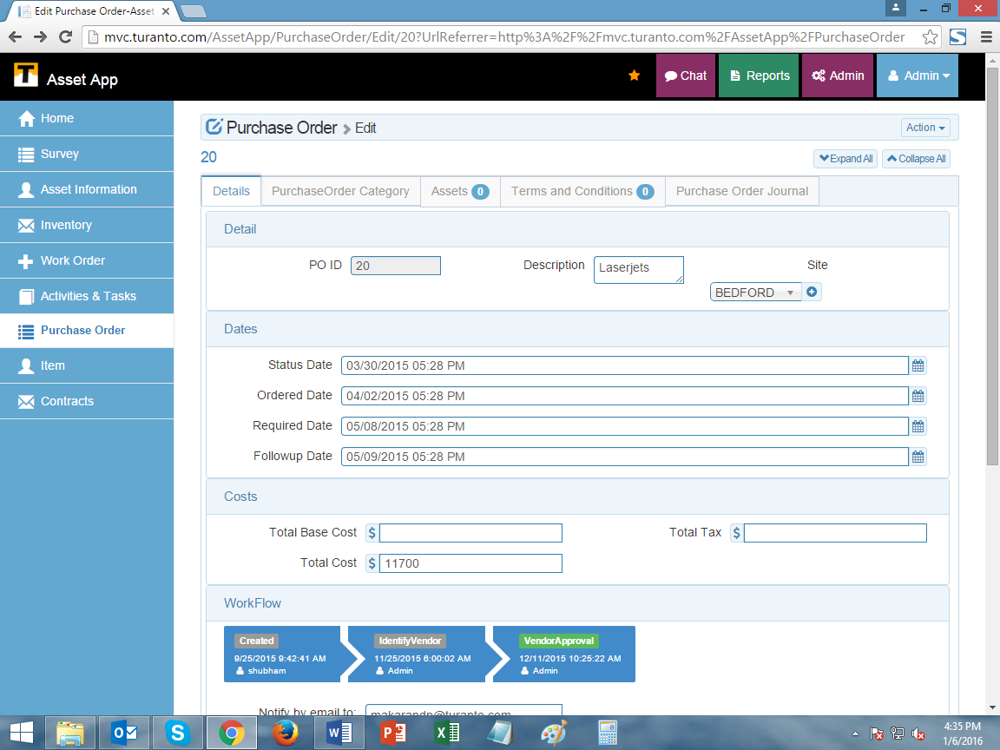 Edit Purchase Order-Asset
mvc.turanto.com/AssetApp/PurchaseOrder/Edit/20?UrlReferrer=http%3A%2F%2Fmvc.turanto.com%2FAssetApp%2FPurchaseOrder
T Asset App
Chat
Reports
Admin
Admin
Home
Survey
Asset Information
Inventory
Work Order
Activities & Tasks
Purchase Order
Item
Contracts
Purchase Order > Edit
Action
20
Expand All
Collapse All
Details
PurchaseOrder Category
Assets 0
Terms and Conditions 0
Purchase Order Journal
Detail
PO ID 20
Description Laserjets
Site
BEDFORD
Dates
Status Date 03/30/2015 05:28 PM
Ordered Date 04/02/2015 05:28 PM
Required Date 05/08/2015 05:28 PM
Followup Date 05/09/2015 05:28 PM
Costs
Total Base Cost $
Total Tax $
Total Cost $ 11700
WorkFlow
Created
9/25/2015 9:42:41 AM
shubham
IdentifyVendor
11/25/2015 6:00:02 AM
Admin
VendorApproval
12/11/2015 10:25:22 AM
Admin
Notify by email to: makarandp@turanto.com
4:35 PM
1/6/2016